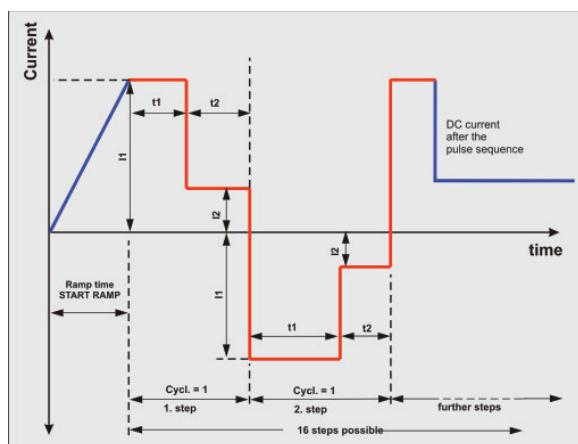 Current
t1
t2
DC current
after the
pulse sequence
I1
I2
time
I2
Ramp time
START RAMP
I1
t1
t2
Cycl. = 1
Cycl. = 1
1. step
2. step
further steps
16 steps possible